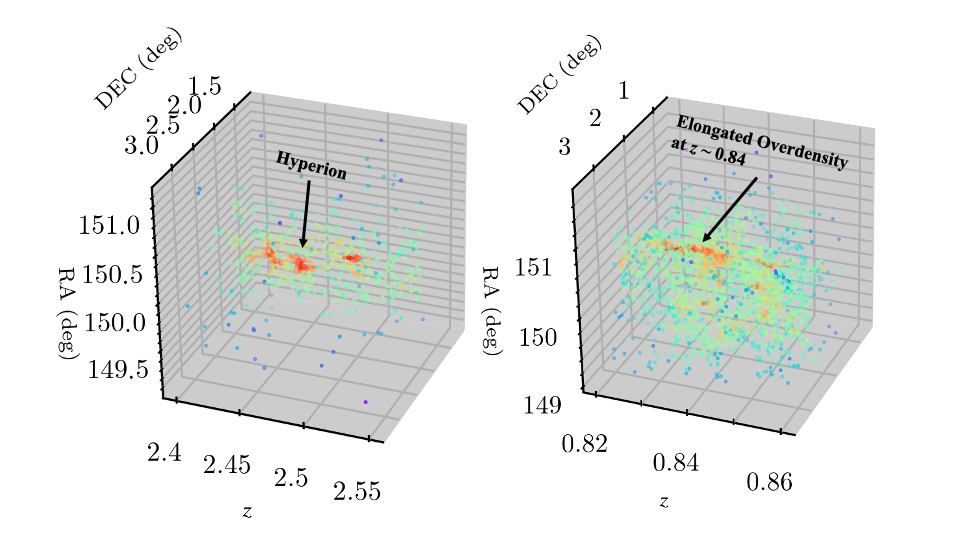 DEC (deg)
1.5
2.0
2.5
3.0
Hyperion
151.0
150.5
150.0
149.5
RA (deg)
2.4
2.45
2.5
2.55
z
DEC (deg)
1
2
3
Elongated Overdensity
at z ~ 0.84
151
150
149
RA (deg)
0.82
0.84
0.86
z